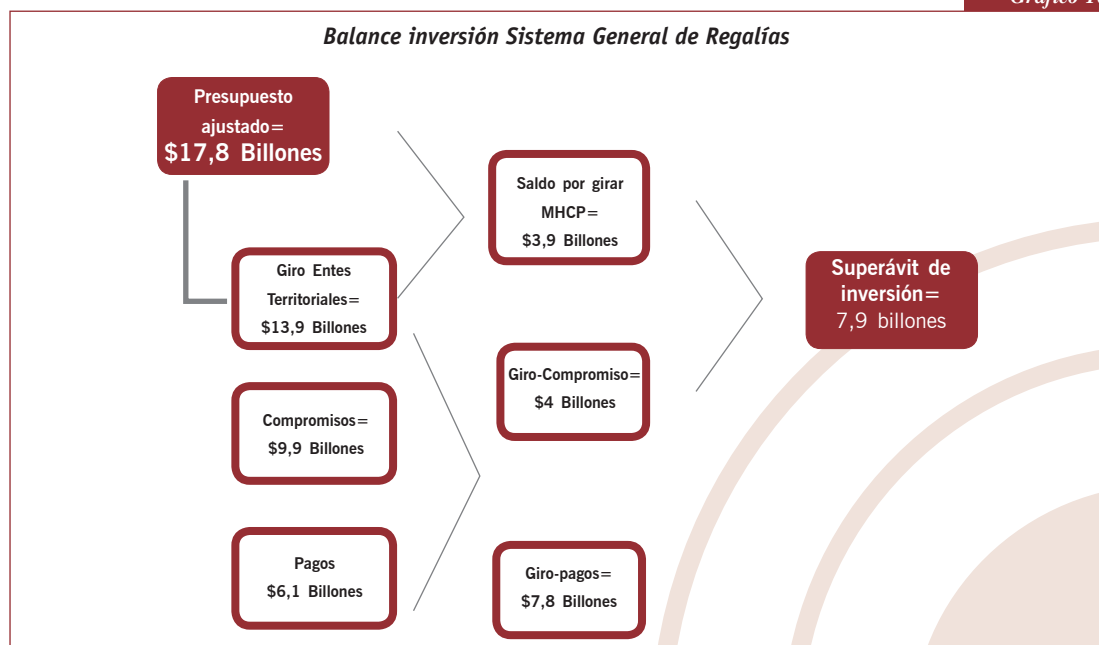 Gráfico
Balance inversión Sistema General de Regalías
Presupuesto
ajustado=
$17,8 Billones
Giro Entes
Territoriales=
$13,9 Billones
Compromisos=
$9,9 Billones
Pagos
$6,1 Billones
Saldo por girar
MHCP=
$3,9 Billones
Giro-Compromiso=
$4 Billones
Giro-pagos=
$7,8 Billones
Superávit de
inversión=
7,9 billones